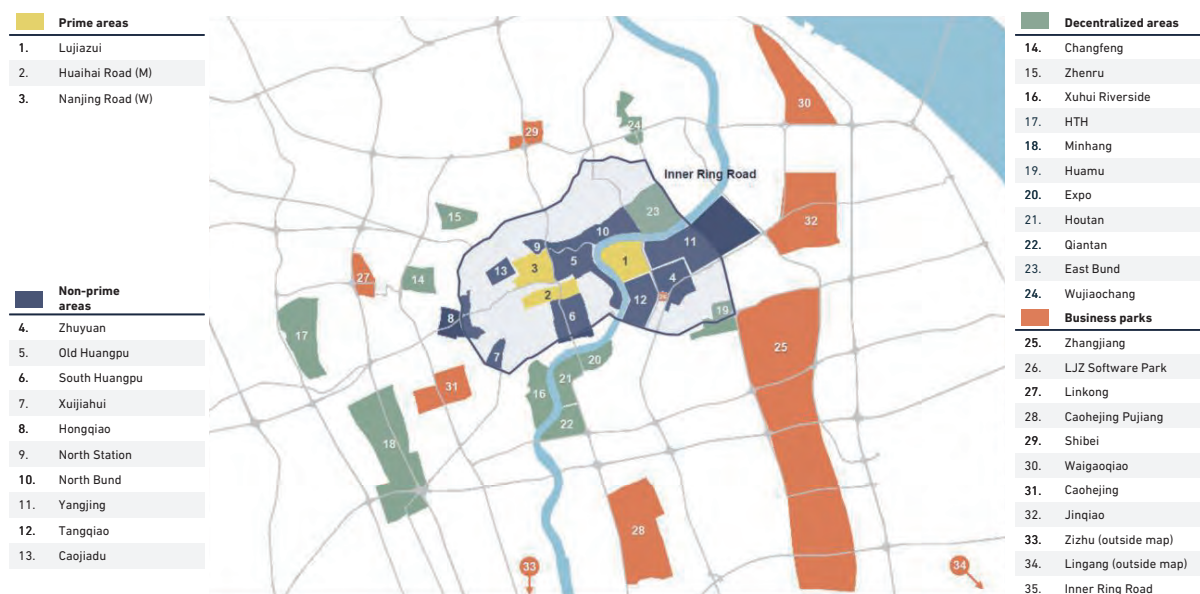 Prime areas
1. Lujiazui
2. Huaihai Road (M)
3. Nanjing Road (W)
Non-prime
areas
4. Zhuyuan
5. Old Huangpu
6. South Huangpu
7. Xuijiahui
8. Hongqiao
9. North Station
10. North Bund
11. Yangjing
12. Tangqiao
13. Caojiadu
30
29
24
Inner Ring Road
15
23
32
10
11
9
5
1
13
3
4
27
14
2
12
26
8
6
19
17
7
25
20
31
21
16
22
18
28
33
34
Decentralized areas
14. Changfeng
15. Zhenru
16. Xuhui Riverside
17. HTH
18. Minhang
19. Huamu
20. Expo
21. Houtan
22. Qiantan
23. East Bund
24. Wujiaochang
Business parks
25. Zhangjiang
26. LJZ Software Park
27. Linkong
28. Caohejing Pujiang
29. Shibei
30. Waigaoqiao
31. Caohejing
32. Jinqiao
33. Zizhu (outside map)
34. Lingang (outside map)
35. Inner Ring Road